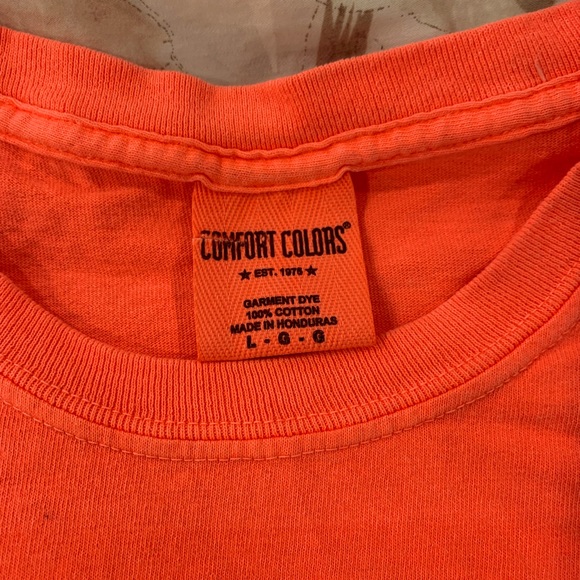 COMFORT COLORS®
★ EST. 1975 ★
GARMENT DYE
100% COTTON
MADE IN HONDURAS
L - G - G